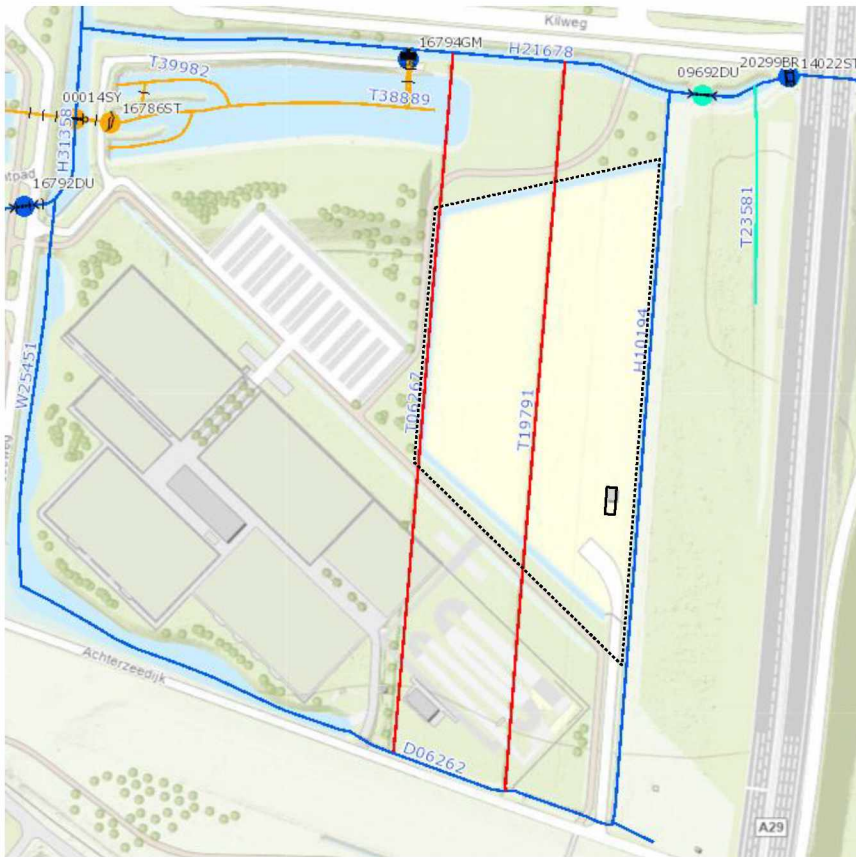 Kilweg
16794GM
H21678
T39982
20299BR
14022ST
09692DU
T38889
00014SY
16786ST
H31358
16792DU
T23581
H10194
W25451
T06267
T19791
Achterzeedijk
D06262
A29